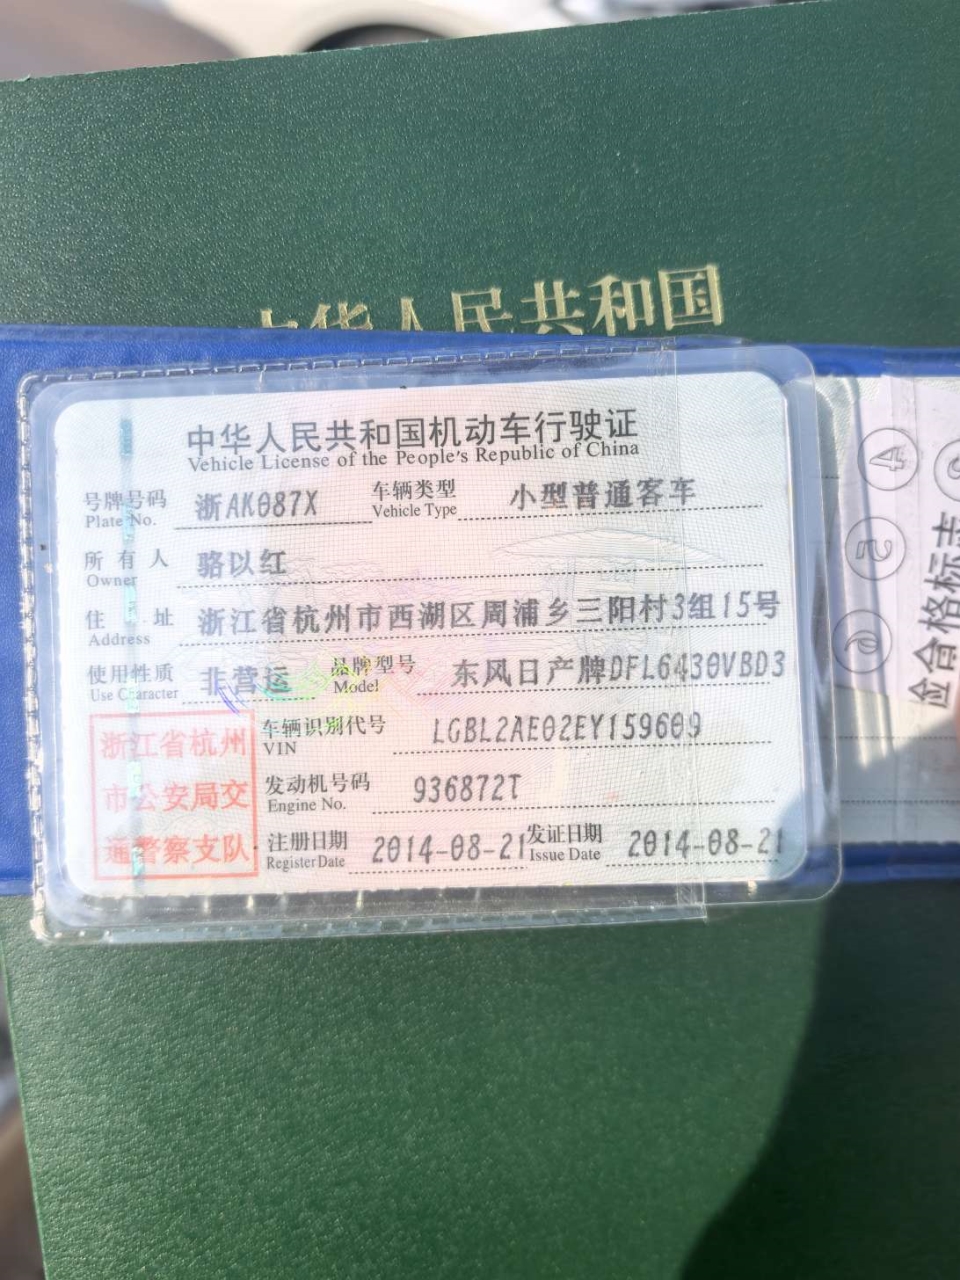 中华人民共和国
中华人民共和国机动车行驶证
Vehicle License of the People's Republic of China
号牌号码 浙AK087X 车辆类型 小型普通客车
Plate No. Vehicle Type
所有人 骆以红
Owner
住址 浙江省杭州市西湖区周浦乡三阳村3组15号
Address
使用性质 非营运 品牌型号 东风日产牌DFL6430VBD3
Use Character Model
浙江省杭州
市公安局交
通警察支队
车辆识别代号 LGBL2AE02EY159609
VIN
发动机号码 936872T
Engine No.
注册日期 2014-08-21 发证日期 2014-08-21
Register Date Issue Date
4
5
6
检合格标志